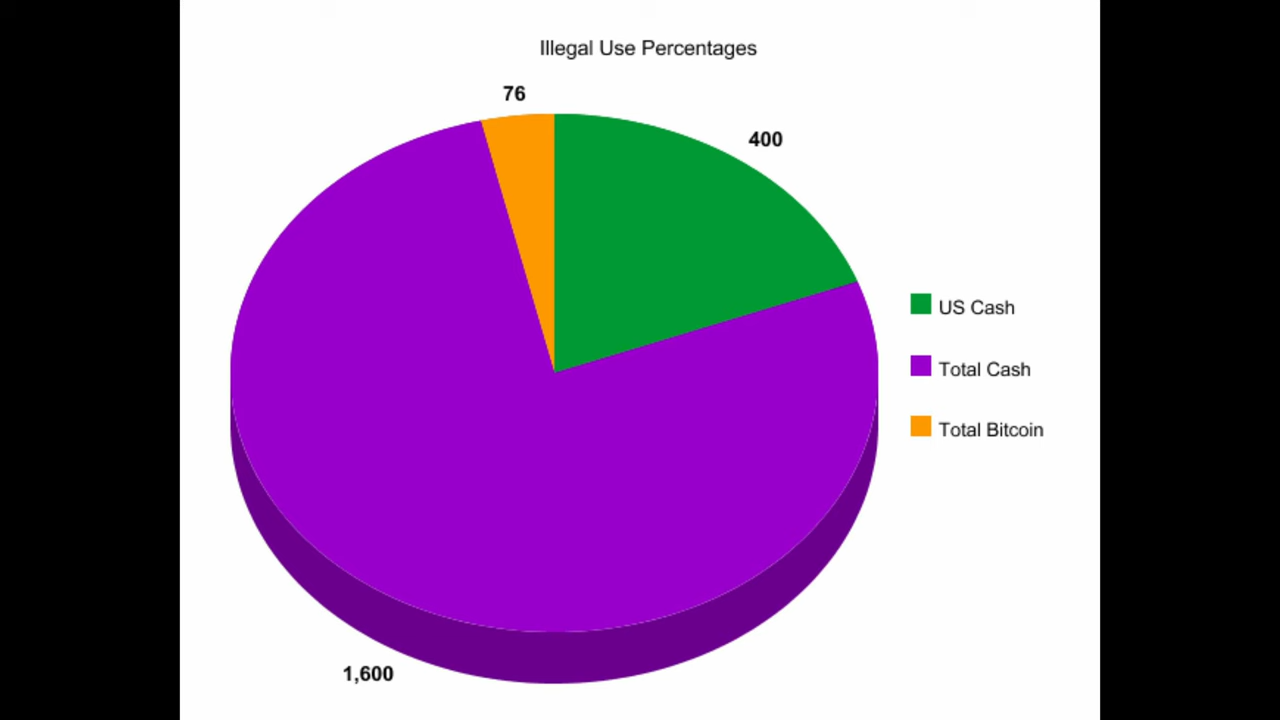 Illegal Use Percentages
76
400
US Cash
Total Cash
Total Bitcoin
1,600